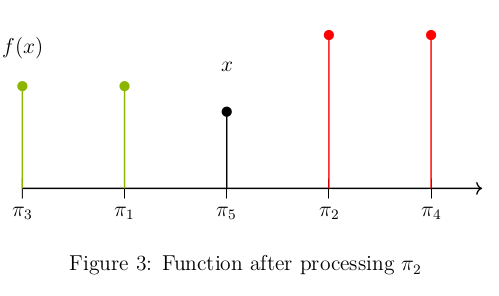 f(x)
x
π₃ π₁ π₅ π₂ π₄
Figure 3: Function after processing π₂